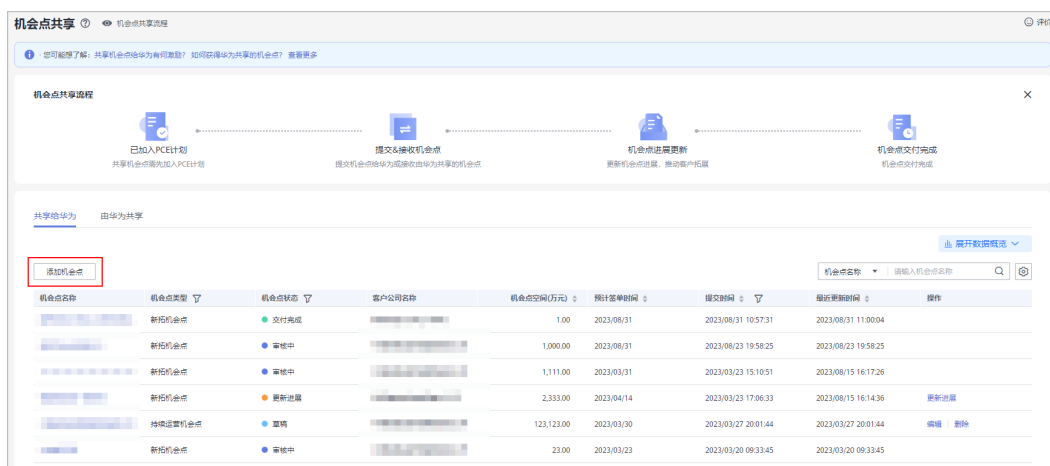 机会点共享 机会点共享流程 评价
您可能想了解: 共享机会点给华为有何激励? 如何获得华为共享的机会点? 查看更多
机会点共享流程
已加入PCE计划 提交&接收机会点 机会点进展更新 机会点交付完成
共享机会点需先加入PCE计划 提交机会点给华为或接收由华为共享的机会点 更新机会点进展、推动客户拓展 机会点交付完成
共享给华为 由华为共享
展开数据概览
添加机会点 机会点名称 请输入机会点名称
机会点名称 机会点类型 机会点状态 客户公司名称 机会点空间(万元) 预计签单时间 提交时间 最近更新时间 操作
新拓机会点 交付完成 1.00 2023/08/31 2023/08/31 10:57:31 2023/08/31 11:00:04
新拓机会点 审核中 1,000.00 2023/08/31 2023/08/23 19:58:25 2023/08/23 19:58:25
新拓机会点 审核中 1,111.00 2023/03/31 2023/03/23 15:10:51 2023/08/15 16:17:26
新拓机会点 更新进展 2,333.00 2023/04/14 2023/03/23 17:06:33 2023/08/15 16:14:36 更新进展
持续运营机会点 草稿 123,123.00 2023/03/30 2023/03/27 20:01:44 2023/03/27 20:01:44 编辑 删除
新拓机会点 审核中 23.00 2023/03/23 2023/03/20 09:33:45 2023/03/20 09:33:45